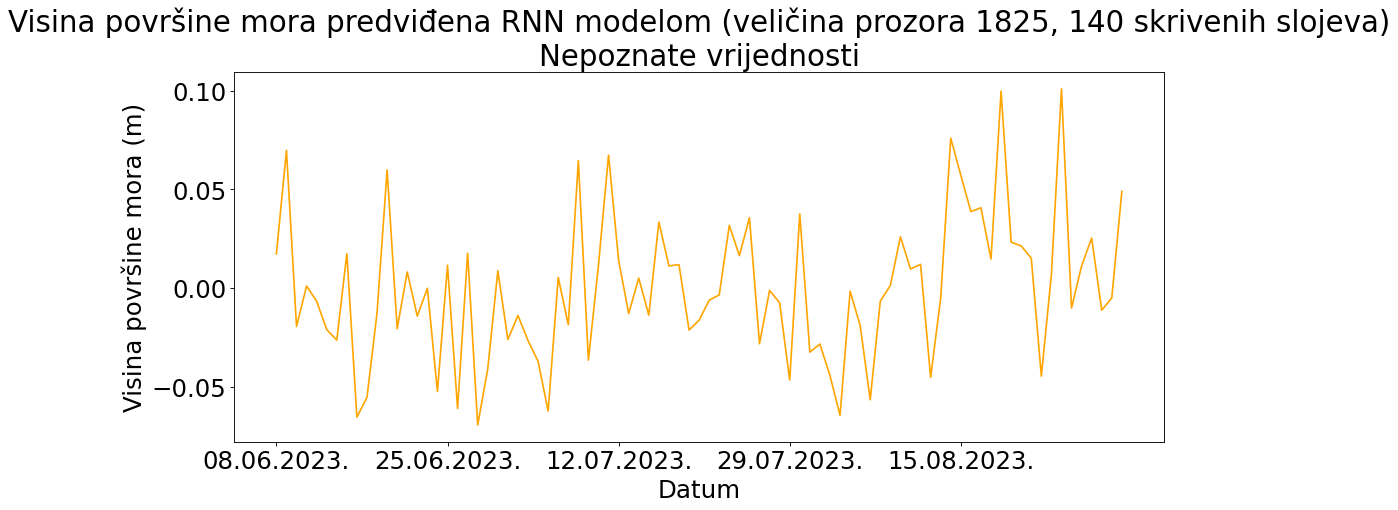 Visina površine mora predviđena RNN modelom (veličina prozora 1825, 140 skrivenih slojeva)
Nepoznate vrijednosti
Visina površine mora (m)
0.10
0.05
0.00
−0.05
08.06.2023.
25.06.2023.
12.07.2023.
29.07.2023.
15.08.2023.
Datum